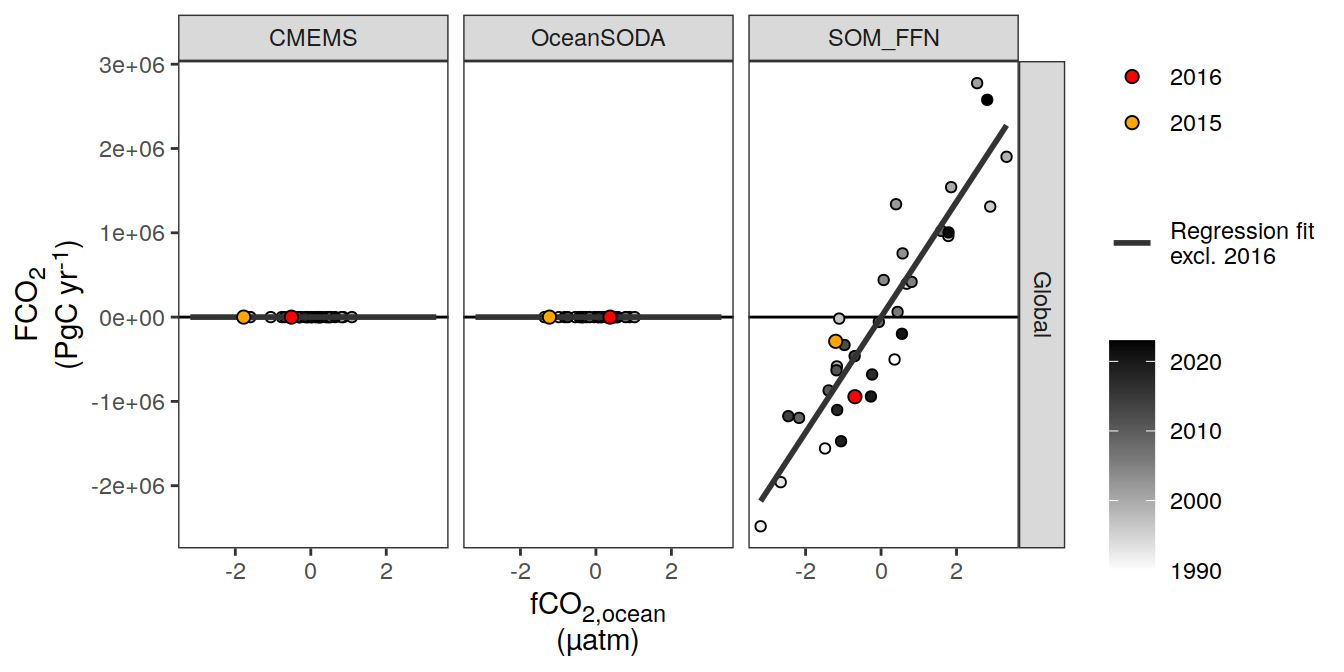 CMEMS OceanSODA SOM_FFN
3e+06
2e+06
1e+06
0e+00
-1e+06
-2e+06
FCO2
(PgC yr-1)
Global
-2 0 2 -2 0 2 -2 0 2
fCO2,ocean
(µatm)
2016
2015
Regression fit
excl. 2016
2020
2010
2000
1990